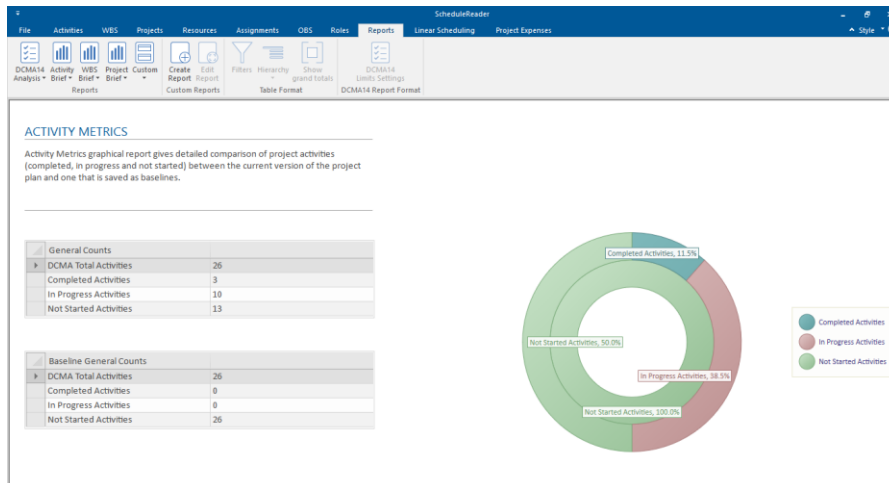 ScheduleReader
File Activities WBS Projects Resources Assignments OBS Roles Reports Linear Scheduling Project Expenses Style
DCMA14 Analysis
Activity Brief
WBS Brief
Project Brief
Custom
Create Report
Edit Report
Filters
Hierarchy
Show grand totals
DCMA14 Limits Settings
Reports
Custom Reports
Table Format
DCMA14 Report Format
ACTIVITY METRICS
Activity Metrics graphical report gives detailed comparison of project activities
(completed, in progress and not started) between the current version of the project
plan and one that is saved as baselines.
General Counts
DCMA Total Activities 26
Completed Activities 3
In Progress Activities 10
Not Started Activities 13
Baseline General Counts
DCMA Total Activities 26
Completed Activities 0
In Progress Activities 0
Not Started Activities 26
Completed Activities, 11.5%
Not Started Activities, 50.0%
In Progress Activities, 38.5%
Not Started Activities, 100.0%
Completed Activities
In Progress Activities
Not Started Activities